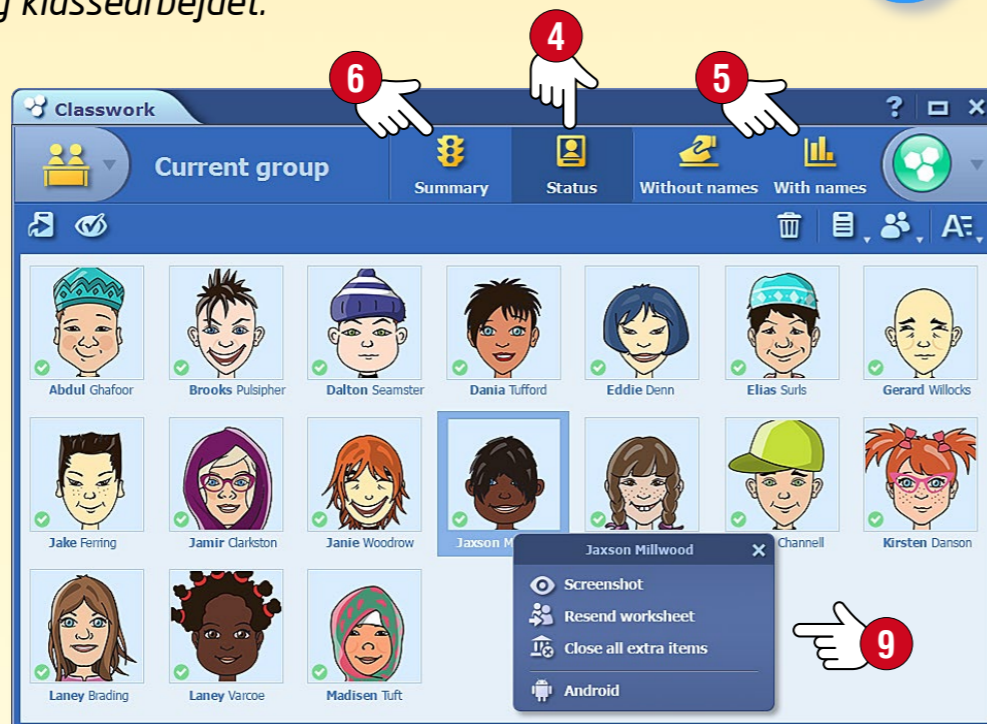 klassearbejdet.
4
6
5
Classwork
?
Current group
Summary
Status
Without names
With names
Abdul Ghafoor
Brooks Pulsipher
Dalton Seamster
Dania Tufford
Eddie Denn
Elias Surls
Gerard Willocks
Jake Ferring
Jamir Clarkston
Janie Woodrow
Jaxson M
Channell
Kirsten Danson
Jaxson Millwood
Screenshot
Resend worksheet
Close all extra items
Android
9
Laney Brading
Laney Varcoe
Madisen Tuft